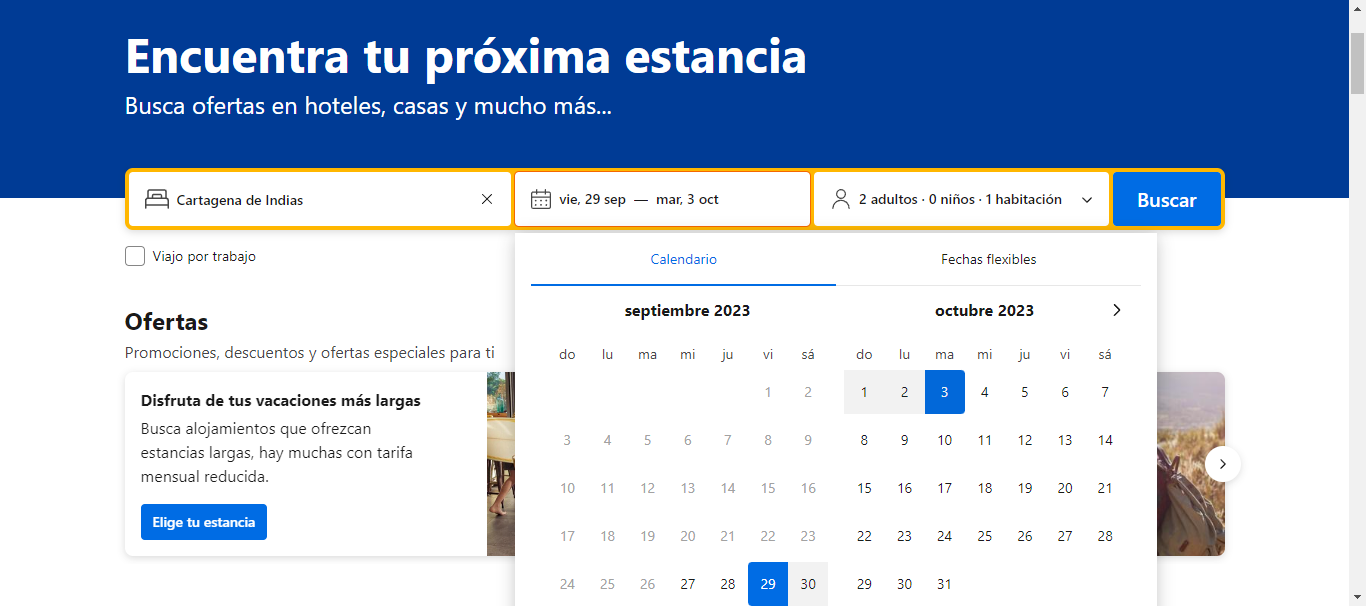 Encuentra tu próxima estancia
Busca ofertas en hoteles, casas y mucho más...
Cartagena de Indias
vie, 29 sep — mar, 3 oct
2 adultos · 0 niños · 1 habitación
Buscar
Viajo por trabajo
Calendario
Fechas flexibles
septiembre 2023
do lu ma mi ju vi sá
1 2
3 4 5 6 7 8 9
10 11 12 13 14 15 16
17 18 19 20 21 22 23
24 25 26 27 28 29 30
octubre 2023
do lu ma mi ju vi sá
1 2 3 4 5 6 7
8 9 10 11 12 13 14
15 16 17 18 19 20 21
22 23 24 25 26 27 28
29 30 31
Ofertas
Promociones, descuentos y ofertas especiales para ti
Disfruta de tus vacaciones más largas
Busca alojamientos que ofrezcan
estancias largas, hay muchas con tarifa
mensual reducida.
Elige tu estancia